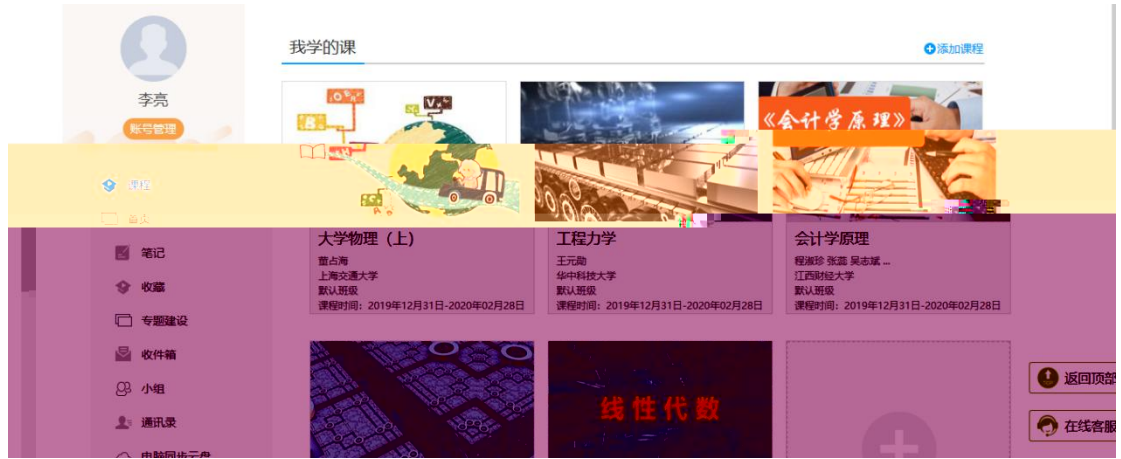 我学的课
添加课程
李亮
账号管理
课程
首页
笔记
收藏
专题建设
收件箱
小组
通讯录
电脑同步云盘
《会计学原理》
大学物理（上）
董占海
上海交通大学
默认班级
课程时间：2019年12月31日-2020年02月28日
工程力学
王元勋
华中科技大学
默认班级
课程时间：2019年12月31日-2020年02月28日
会计学原理
程淑珍 张蕊 吴志斌 ...
江西财经大学
默认班级
课程时间：2019年12月31日-2020年02月28日
线性代数
返回顶部
在线客服